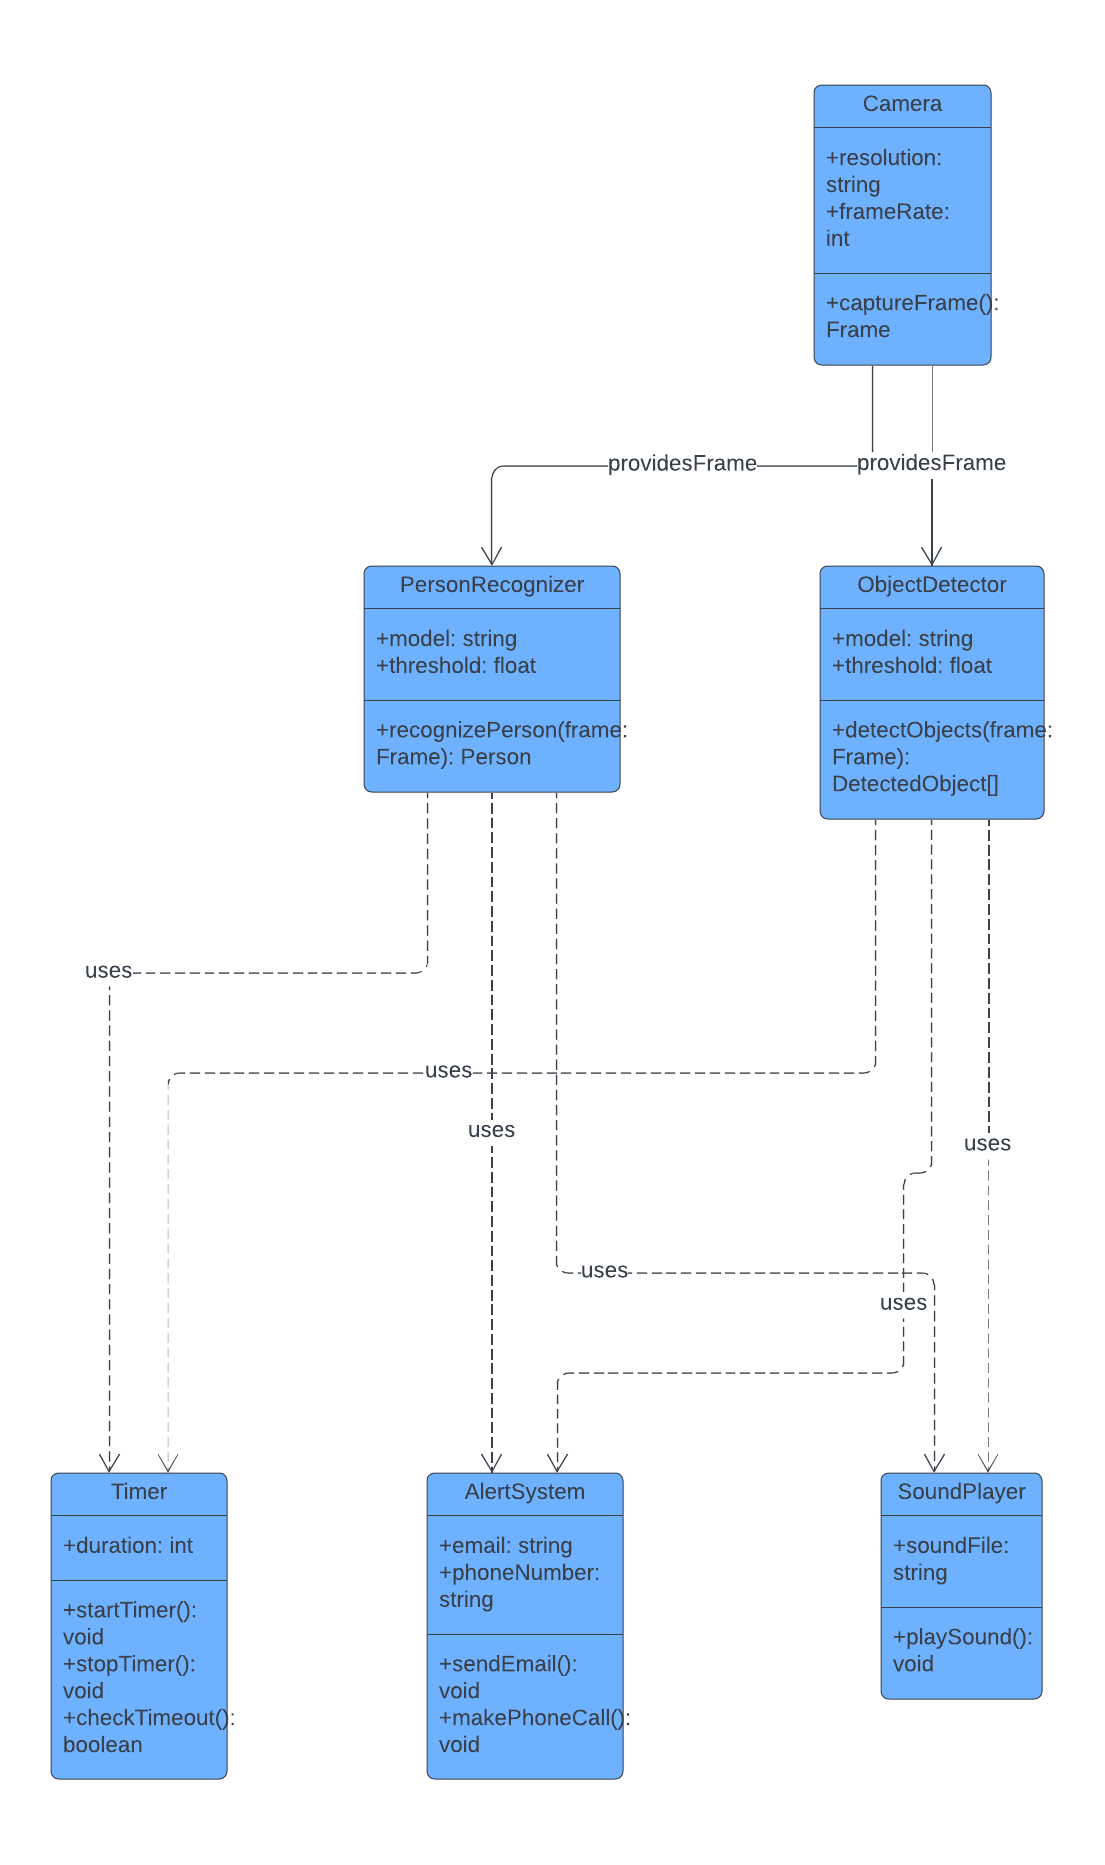 Camera
+resolution:
string
+frameRate:
int
+captureFrame():
Frame
providesFrame
providesFrame
PersonRecognizer
+model: string
+threshold: float
+recognizePerson(frame:
Frame): Person
ObjectDetector
+model: string
+threshold: float
+detectObjects(frame:
Frame):
DetectedObject[]
uses
uses
uses
uses
uses
uses
Timer
+duration: int
+startTimer():
void
+stopTimer():
void
+checkTimeout():
boolean
AlertSystem
+email: string
+phoneNumber:
string
+sendEmail():
void
+makePhoneCall():
void
SoundPlayer
+soundFile:
string
+playSound():
void